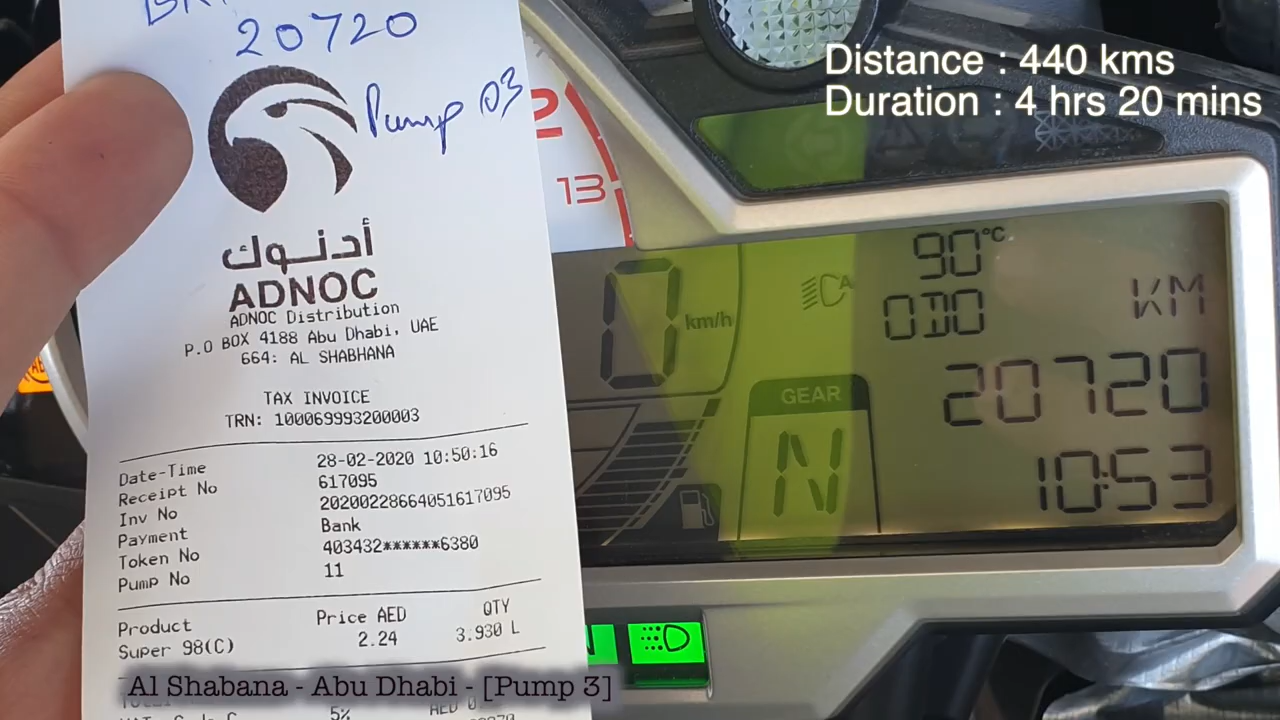 20720
Pump 03
أدنوك
ADNOC
ADNOC Distribution
P.O BOX 4188 Abu Dhabi, UAE
664: AL SHABHANA
TAX INVOICE
TRN: 100069993200003
Date-Time 28-02-2020 10:50:16
Receipt No 617095
Inv No 20200228664051617095
Payment Bank
Token No 403432******6380
Pump No 11
Product Price AED QTY
Super 98(C) 2.24 3.930 L
5% AED
Al Shabana - Abu Dhabi - [Pump 3]
Distance : 440 kms
Duration : 4 hrs 20 mins
13
90°C
ODO KM
0 km/h
20720
GEAR
N
10:53